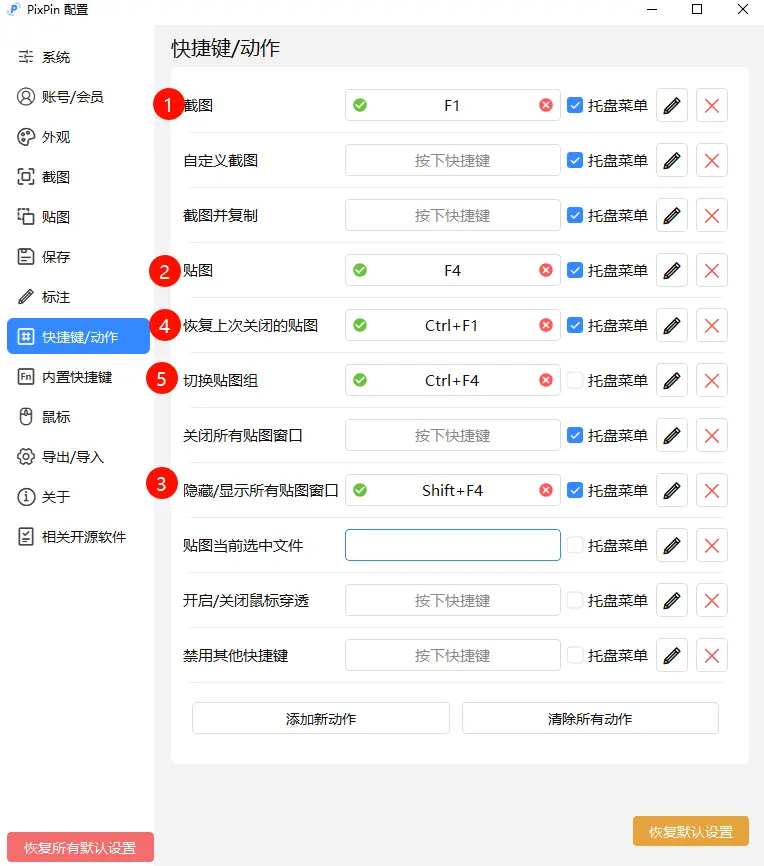 PixPin 配置
系统
账号/会员
外观
截图
贴图
保存
标注
快捷键/动作
Fn 内置快捷键
鼠标
导出/导入
关于
相关开源软件
恢复所有默认设置
快捷键/动作
1 截图 F1 托盘菜单
自定义截图 按下快捷键 托盘菜单
截图并复制 按下快捷键 托盘菜单
2 贴图 F4 托盘菜单
4 恢复上次关闭的贴图 Ctrl+F1 托盘菜单
5 切换贴图组 Ctrl+F4 托盘菜单
关闭所有贴图窗口 按下快捷键 托盘菜单
3 隐藏/显示所有贴图窗口 Shift+F4 托盘菜单
贴图当前选中文件 托盘菜单
开启/关闭鼠标穿透 按下快捷键 托盘菜单
禁用其他快捷键 按下快捷键 托盘菜单
添加新动作 清除所有动作
恢复默认设置